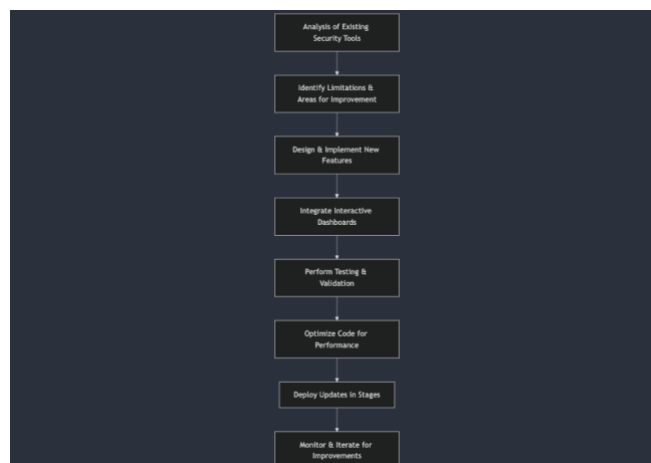 Analysis of Existing
Security Tools
Identify Limitations &
Areas for Improvement
Design & Implement New
Features
Integrate Interactive
Dashboards
Perform Testing &
Validation
Optimize Code for
Performance
Deploy Updates in Stages
Monitor & Iterate for
Improvements